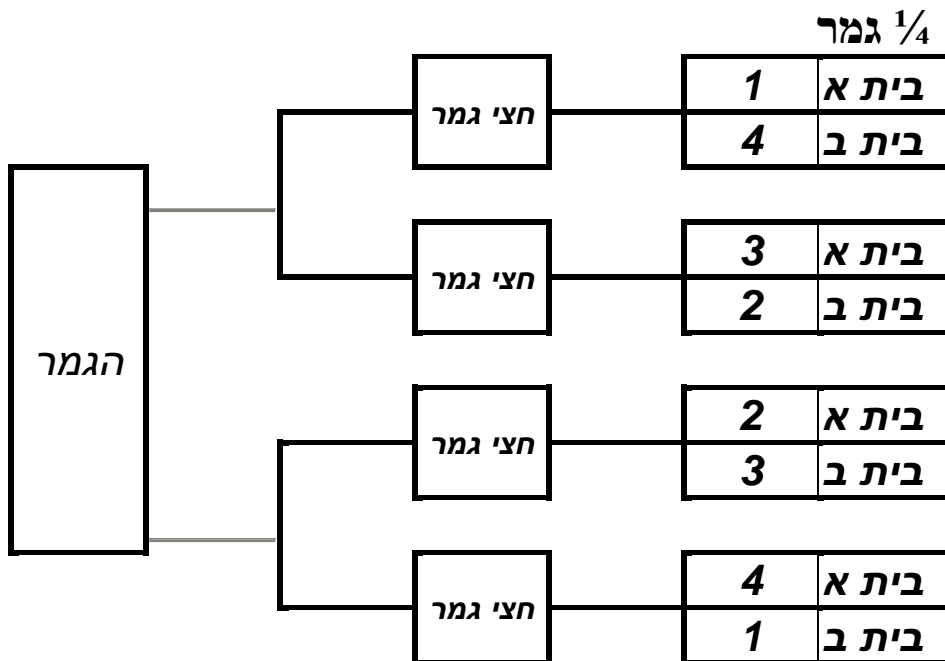 ¼ גמר
בית א 1
בית ב 4
חצי גמר
בית א 3
בית ב 2
חצי גמר
הגמר
בית א 2
בית ב 3
חצי גמר
בית א 4
בית ב 1
חצי גמר